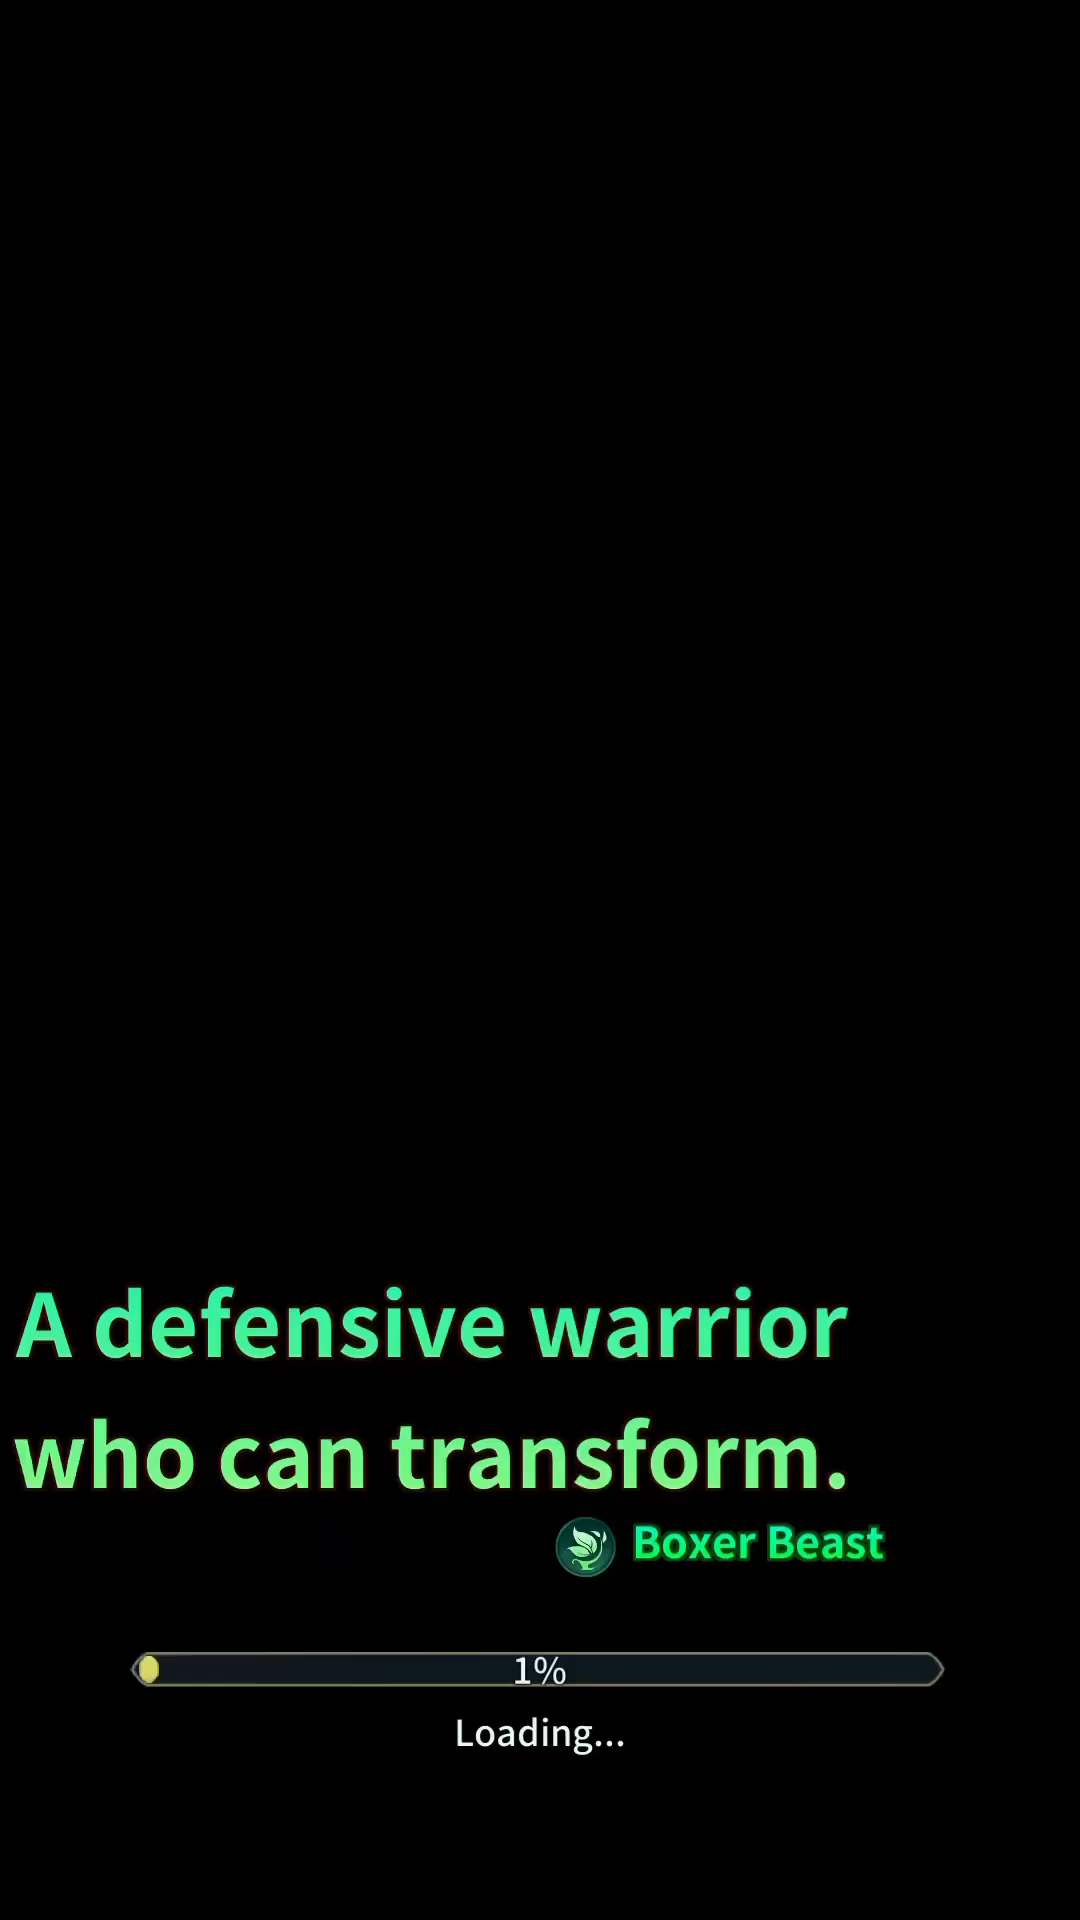 A defensive warrior
who can transform.
Boxer Beast
1%
Loading...